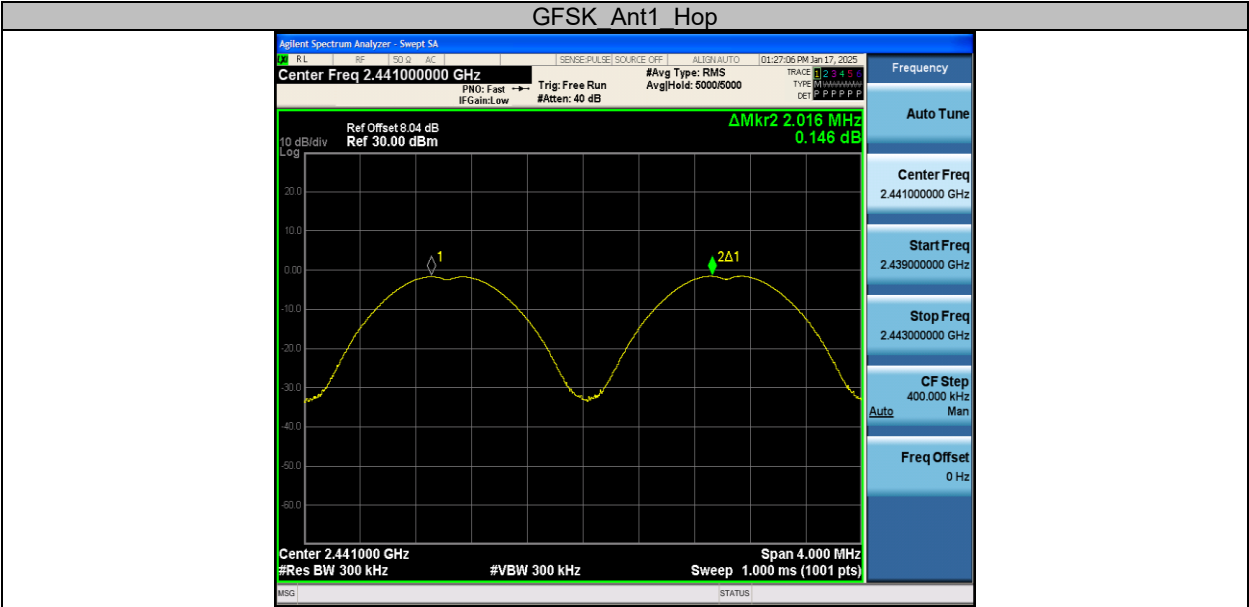 GFSK_Ant1_Hop
Agilent Spectrum Analyzer - Swept SA
RL RF 50 Ω AC SENSE:PULSE SOURCE OFF ALIGN AUTO 01:27:06 PM Jan 17, 2025
Center Freq 2.441000000 GHz
PNO: Fast
IFGain:Low
Trig: Free Run
#Atten: 40 dB
#Avg Type: RMS
Avg|Hold: 5000/5000
TRACE 1 2 3 4 5 6
TYPE M
DET P P P P P P
Ref Offset 8.04 dB
10 dB/div Ref 30.00 dBm
Log
ΔMkr2 2.016 MHz
0.146 dB
20.0
10.0
0.00
-10.0
-20.0
-30.0
-40.0
-50.0
-60.0
1
2Δ1
Center 2.441000 GHz
Span 4.000 MHz
#Res BW 300 kHz
#VBW 300 kHz
Sweep 1.000 ms (1001 pts)
MSG
STATUS
Frequency
Auto Tune
Center Freq
2.441000000 GHz
Start Freq
2.439000000 GHz
Stop Freq
2.443000000 GHz
CF Step
400.000 kHz
Auto Man
Freq Offset
0 Hz